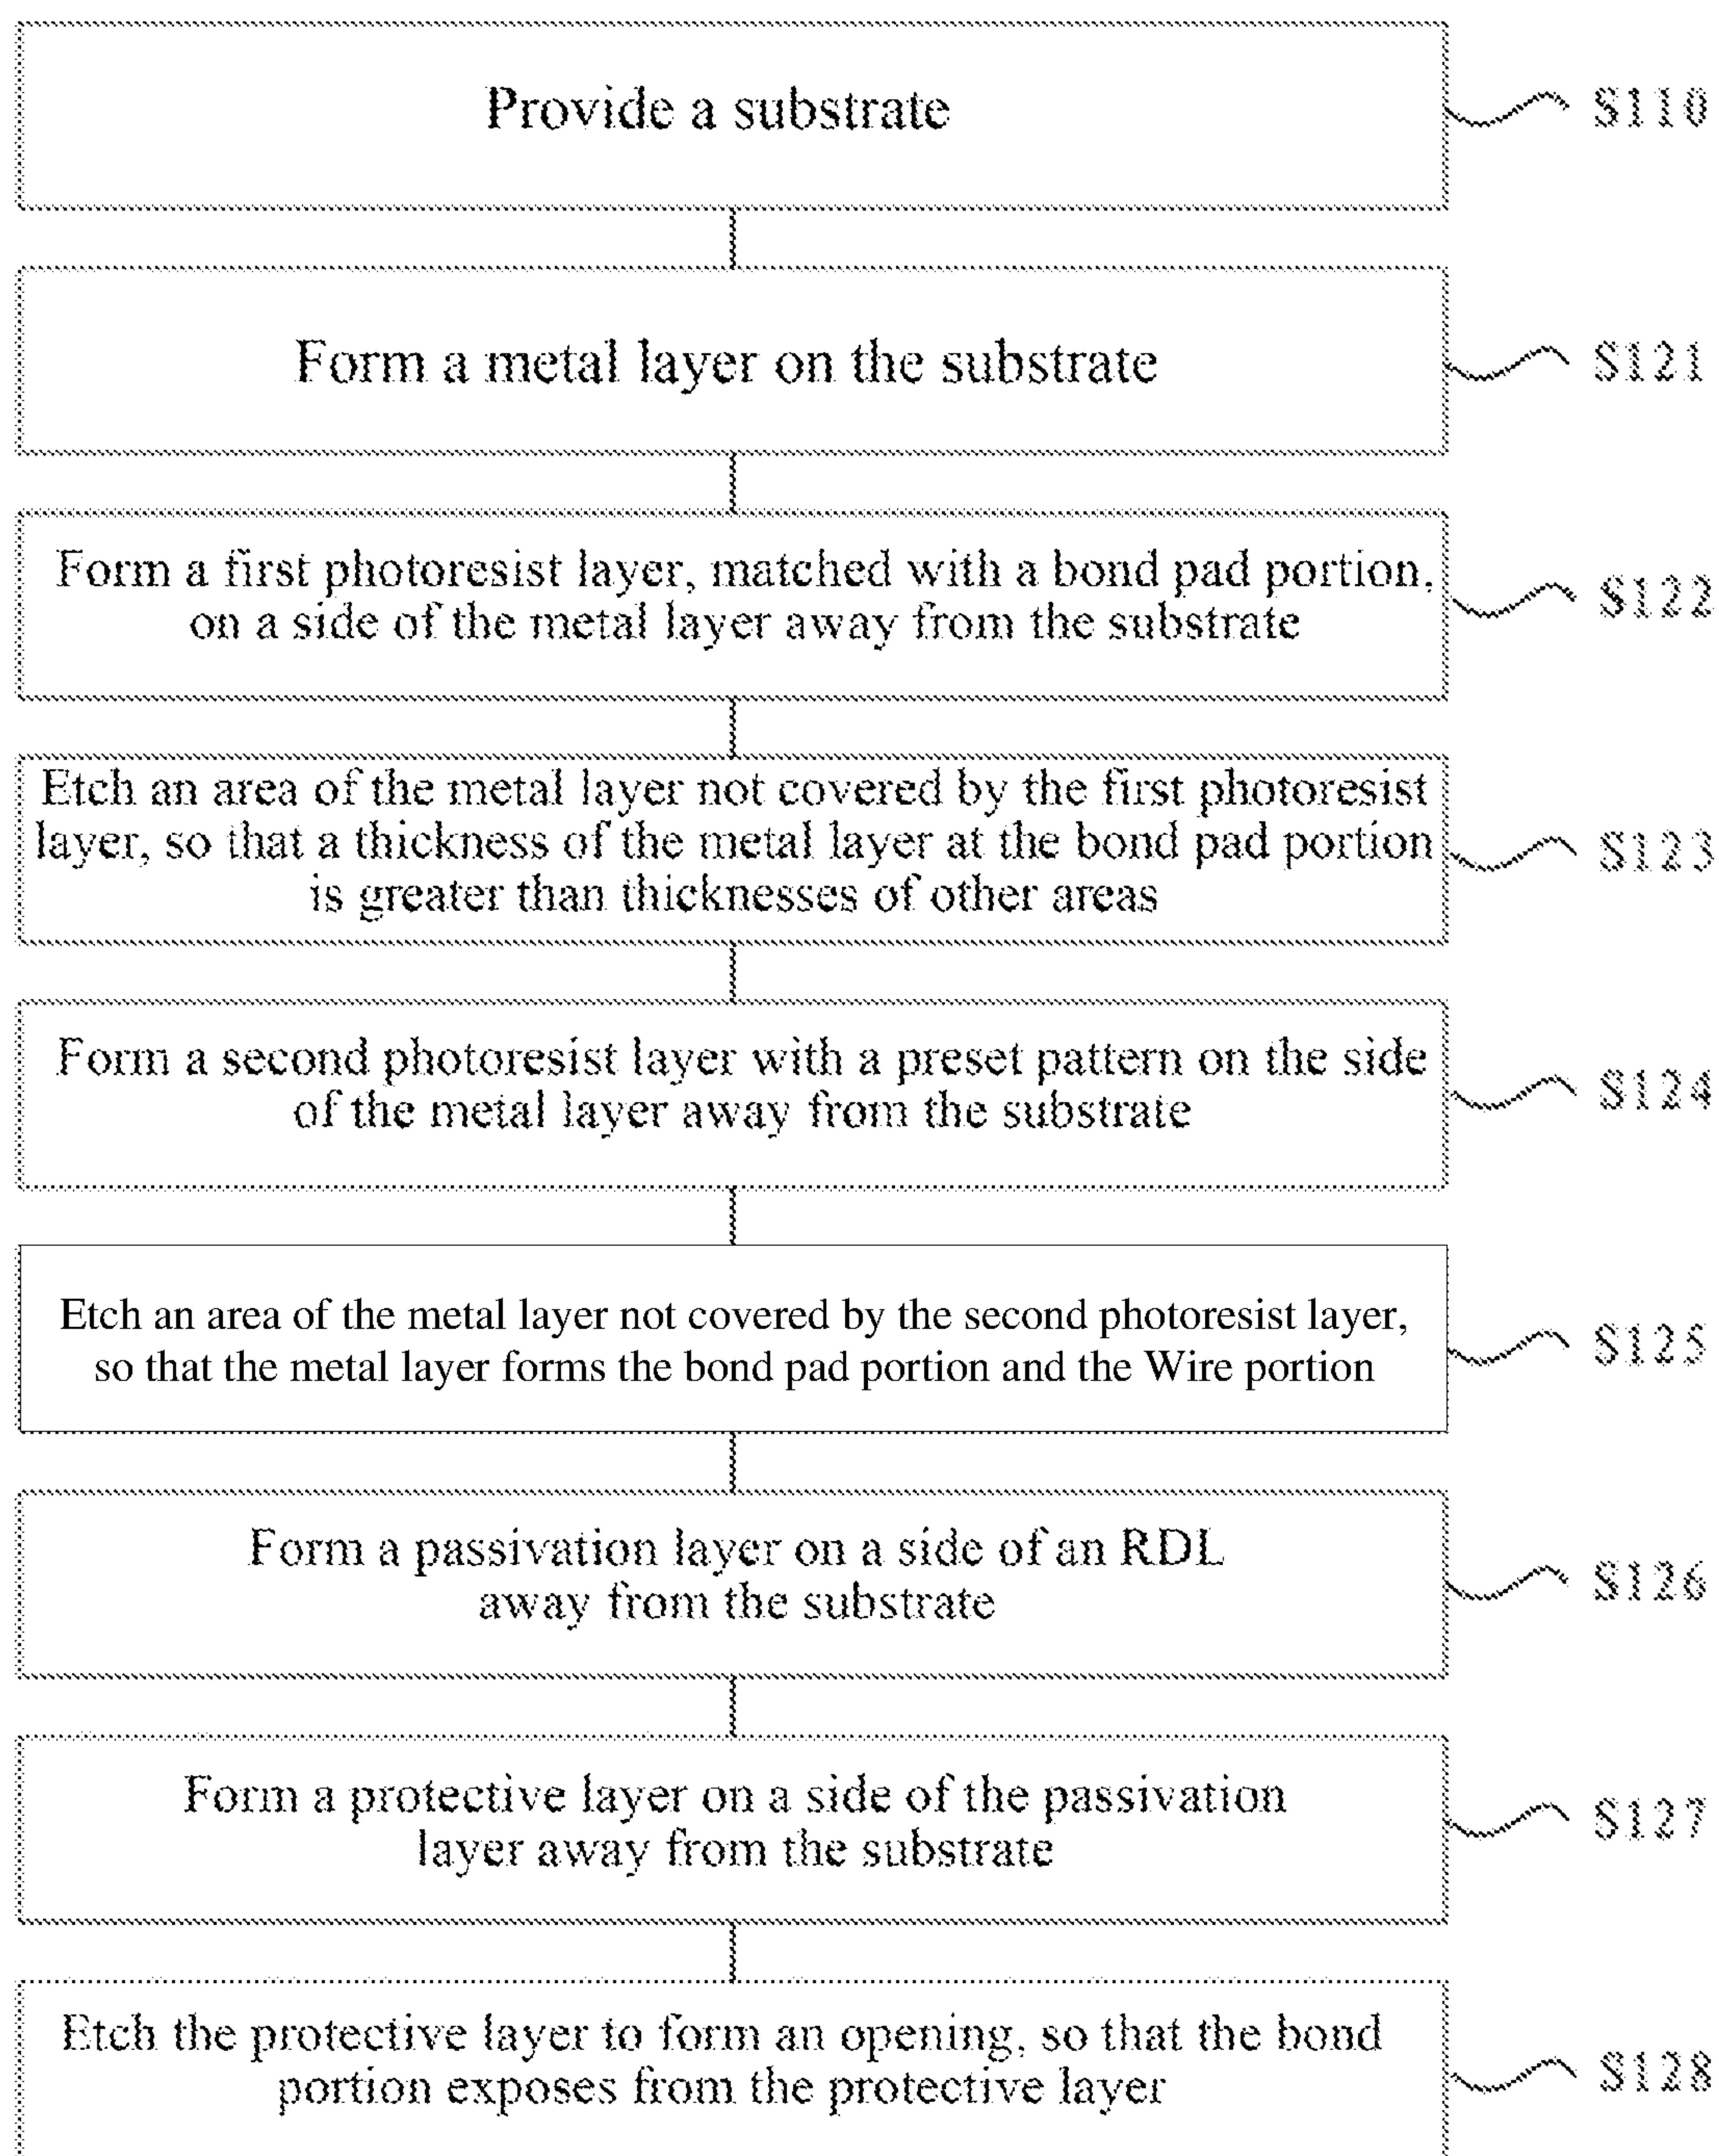 Provide a substrate
S110
Form a metal layer on the substrate
S121
Form a first photoresist layer, matched with a bond pad portion,
on a side of the metal layer away from the substrate
S122
Etch an area of the metal layer not covered by the first photoresist
layer, so that a thickness of the metal layer at the bond pad portion
is greater than thicknesses of other areas
S123
Form a second photoresist layer with a preset pattern on the side
of the metal layer away from the substrate
S124
Etch an area of the metal layer not covered by the second photoresist layer,
so that the metal layer forms the bond pad portion and the Wire portion
S125
Form a passivation layer on a side of an RDL
away from the substrate
S126
Form a protective layer on a side of the passivation
layer away from the substrate
S127
Etch the protective layer to form an opening, so that the bond
portion exposes from the protective layer
S128